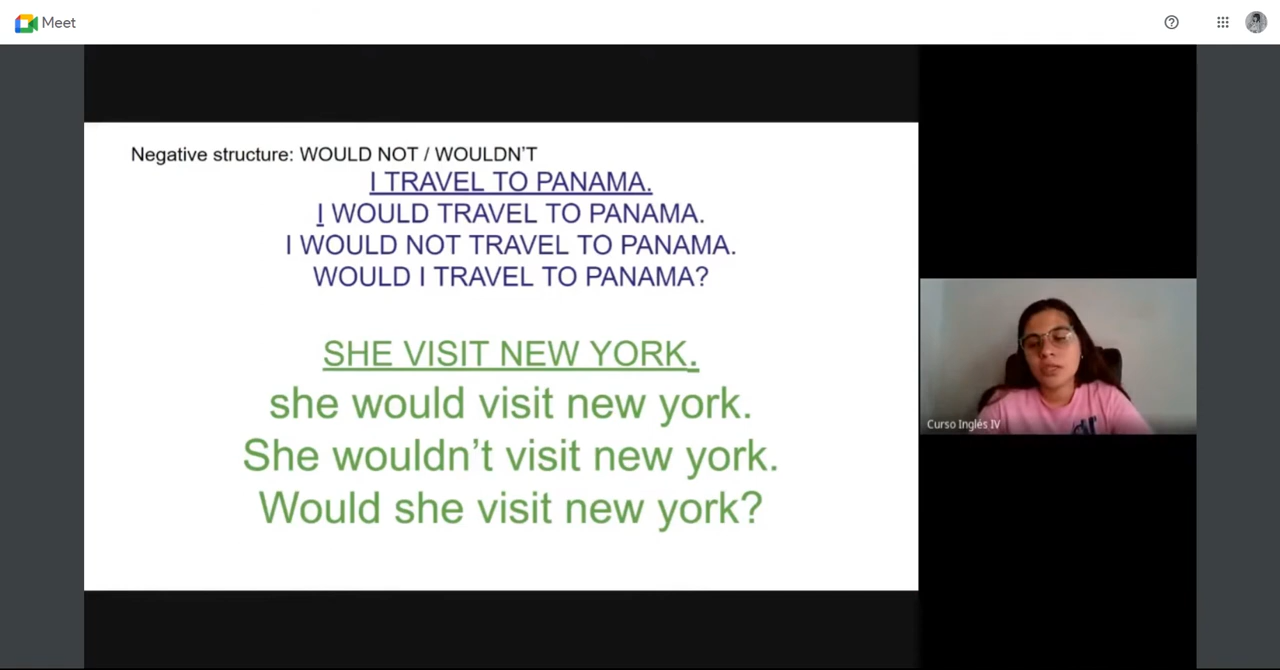 Meet
Negative structure: WOULD NOT / WOULDN'T
I TRAVEL TO PANAMA.
I WOULD TRAVEL TO PANAMA.
I WOULD NOT TRAVEL TO PANAMA.
WOULD I TRAVEL TO PANAMA?
SHE VISIT NEW YORK.
she would visit new york.
She wouldn't visit new york.
Would she visit new york?
Curso Inglés IV